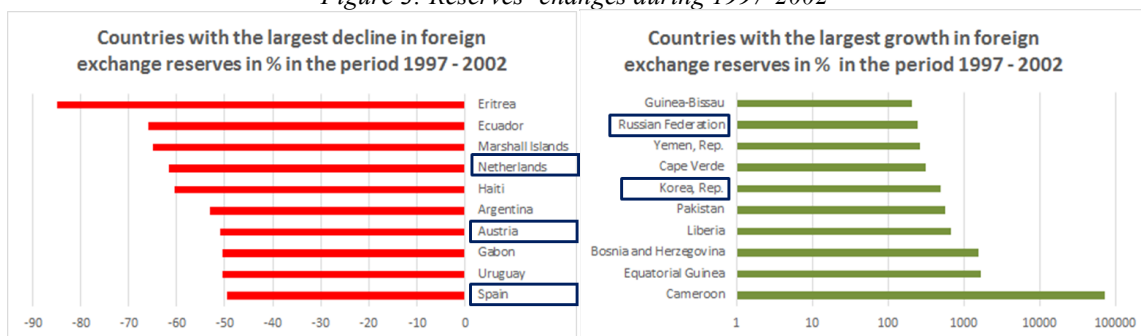 Figure 3: Reserves' changes during 1997-2002
Countries with the largest decline in foreign
exchange reserves in % in the period 1997 - 2002
Eritrea
Ecuador
Marshall Islands
Netherlands
Haiti
Argentina
Austria
Gabon
Uruguay
Spain
-90 -80 -70 -60 -50 -40 -30 -20 -10 0
Countries with the largest growth in foreign
exchange reserves in % in the period 1997 - 2002
Guinea-Bissau
Russian Federation
Yemen, Rep.
Cape Verde
Korea, Rep.
Pakistan
Liberia
Bosnia and Herzegovina
Equatorial Guinea
Cameroon
1 10 100 1000 10000 100000